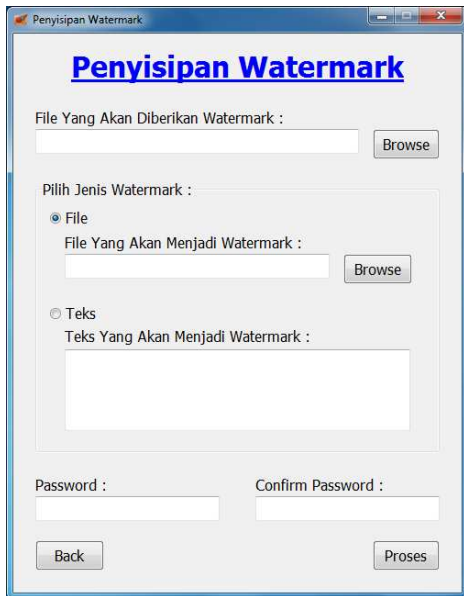 Penyisipan Watermark
Penyisipan Watermark
File Yang Akan Diberikan Watermark :
Browse
Pilih Jenis Watermark :
File
File Yang Akan Menjadi Watermark :
Browse
Teks
Teks Yang Akan Menjadi Watermark :
Password :
Confirm Password :
Back
Proses